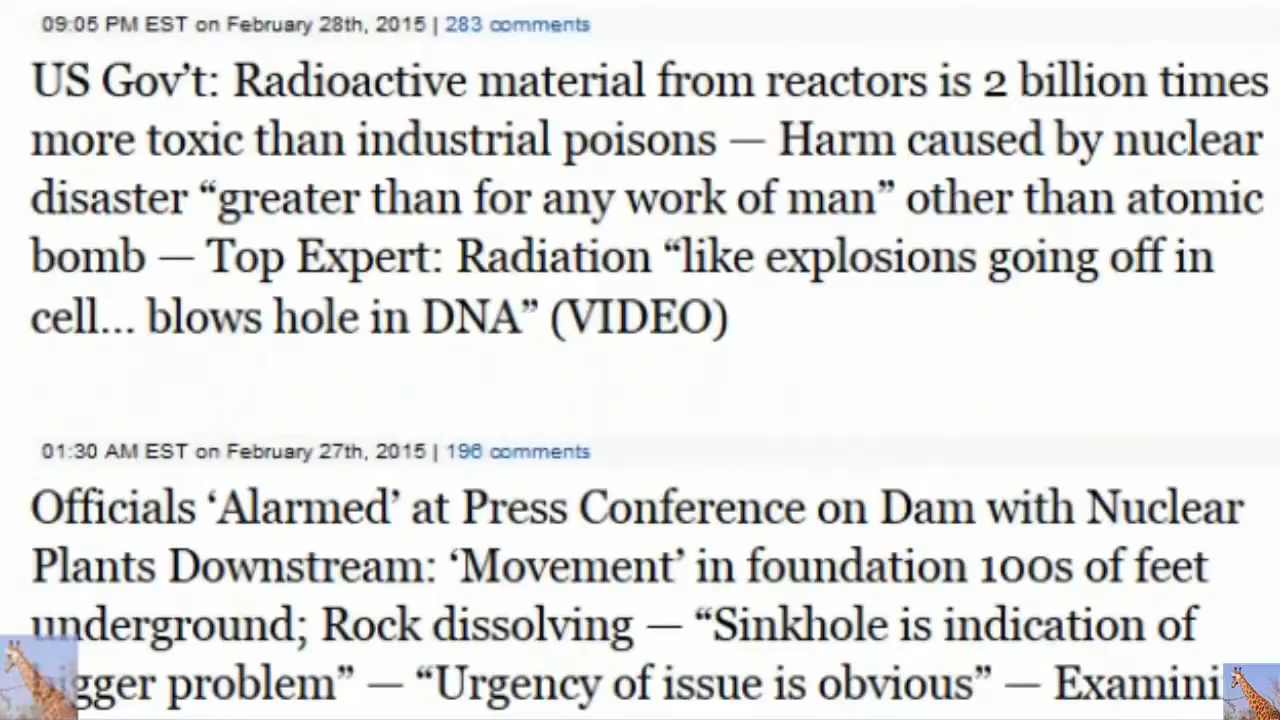 09:05 PM EST on February 28th, 2015 | 283 comments
US Gov’t: Radioactive material from reactors is 2 billion times
more toxic than industrial poisons — Harm caused by nuclear
disaster “greater than for any work of man” other than atomic
bomb — Top Expert: Radiation “like explosions going off in
cell... blows hole in DNA” (VIDEO)
01:30 AM EST on February 27th, 2015 | 196 comments
Officials ‘Alarmed’ at Press Conference on Dam with Nuclear
Plants Downstream: ‘Movement’ in foundation 100s of feet
underground; Rock dissolving — “Sinkhole is indication of
problem” — “Urgency of issue is obvious” —